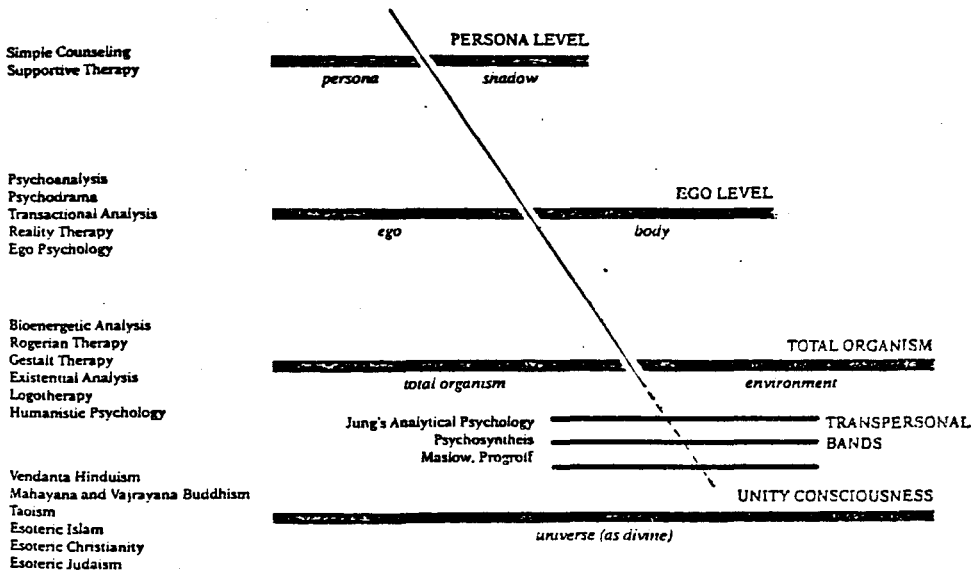 PERSONA LEVEL
Simple Counseling
Supportive Therapy
persona
shadow
Psychoanalysis
Psychodrama
Transactional Analysis
Reality Therapy
Ego Psychology
EGO LEVEL
ego
body
Bioenergetic Analysis
Rogerian Therapy
Gestalt Therapy
Existential Analysis
Logotherapy
Humanistic Psychology
TOTAL ORGANISM
total organism
environment
Jung's Analytical Psychology
Psychosyntheis
Maslow, Progroff
TRANSPERSONAL
BANDS
Vendanta Hinduism
Mahayana and Vajrayana Buddhism
Taoism
Esoteric Islam
Esoteric Christianity
Esoteric Judaism
UNITY CONSCIOUSNESS
universe (as divine)